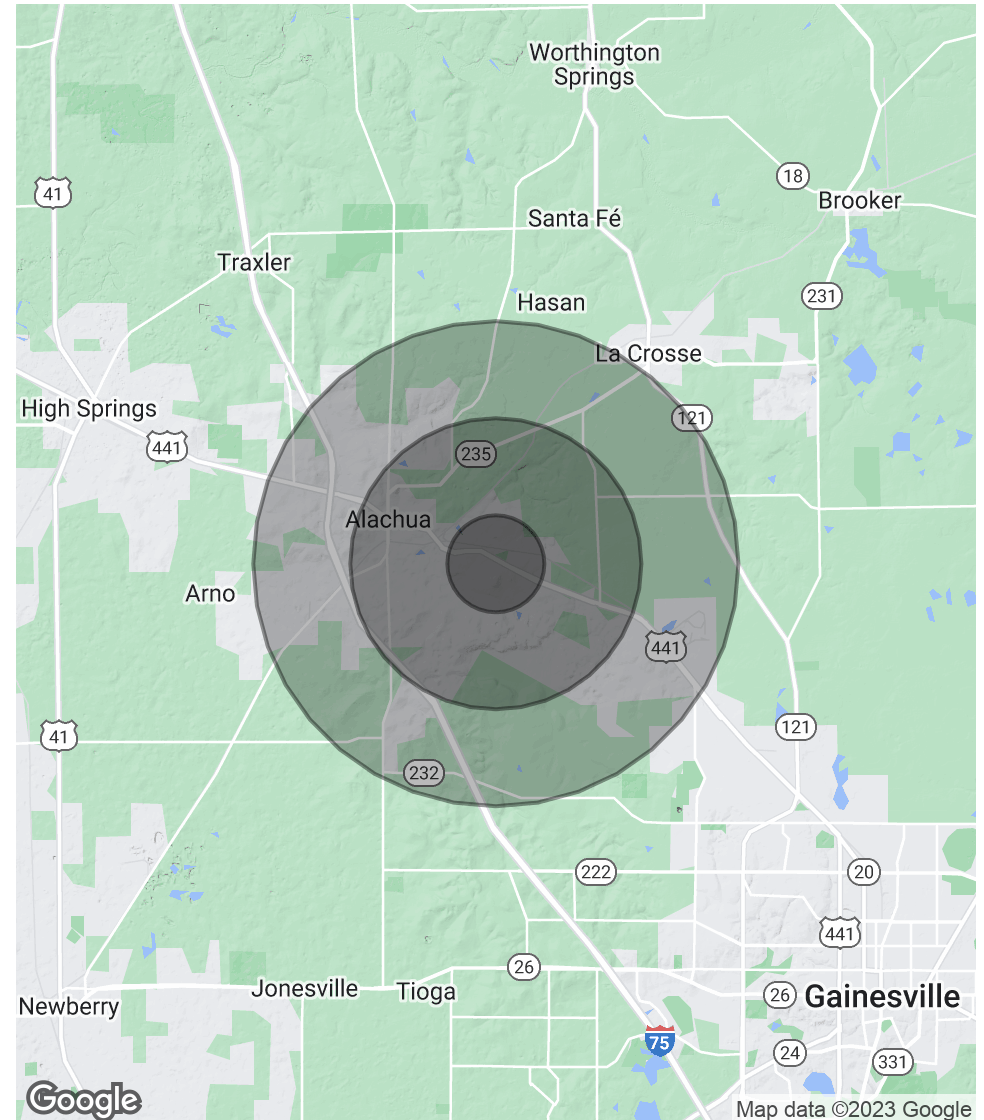 Worthington
Springs
18
41
Brooker
Santa Fé
Traxler
231
Hasan
La Crosse
High Springs
121
441
235
Alachua
Arno
441
121
41
232
222
20
441
26
Jonesville
Tioga
26
Gainesville
Newberry
75
24
331
Google
Map data ©2023 Google